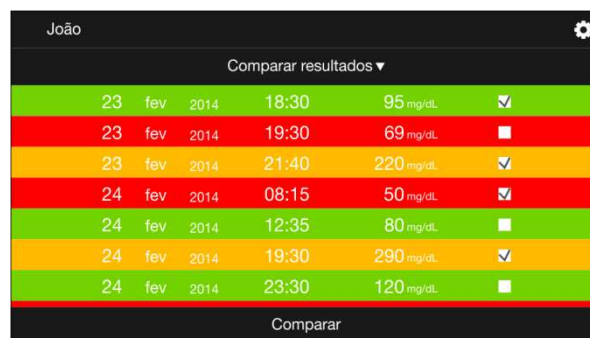 João
Comparar resultados ▾
23 fev 2014 18:30 95 mg/dL
23 fev 2014 19:30 69 mg/dL
23 fev 2014 21:40 220 mg/dL
24 fev 2014 08:15 50 mg/dL
24 fev 2014 12:35 80 mg/dL
24 fev 2014 19:30 290 mg/dL
24 fev 2014 23:30 120 mg/dL
Comparar